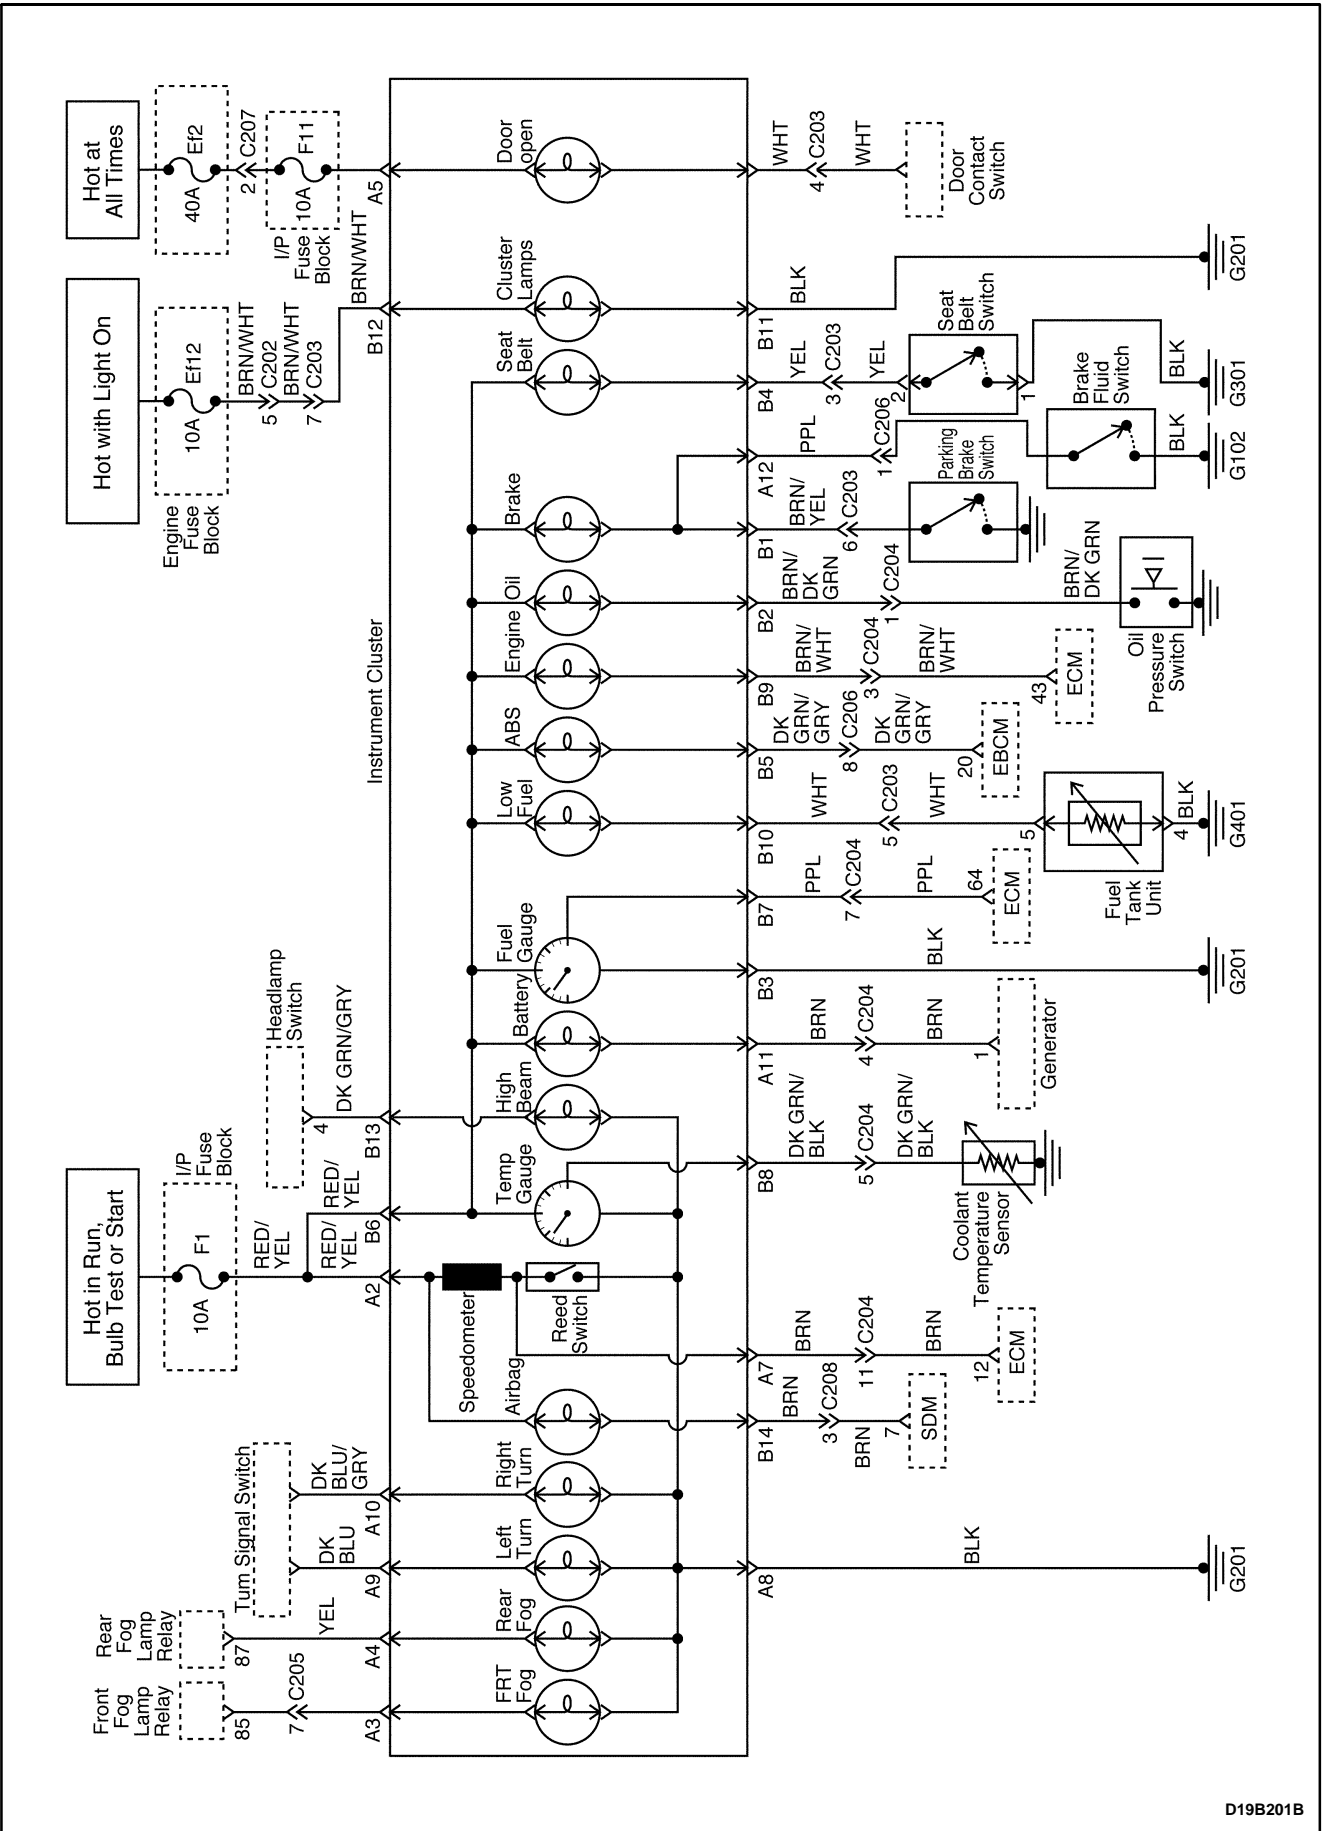 Front
Fog
Lamp
Relay
Rear
Fog
Lamp
Relay
Tum Signal Switch
Hot in Run,
Bulb Test or Start
I/P
Fuse
Block
10A
F1
Headlamp
Switch
Hot with Light On
Engine
Fuse
Block
10A
Ef12
Hot at
All Times
40A
Ef2
2
C207
I/P
Fuse
Block
10A
F11
85
7
C205
87
YEL
DK
BLU
DK
BLU/
GRY
RED/
YEL
RED/
YEL
RED/
YEL
4
DK GRN/GRY
BRN/WHT
5
C202
BRN/WHT
7
C203
BRN/WHT
A3
A4
A9
A10
A2
B6
B13
B12
A5
Instrument Cluster
FRT
Fog
Rear
Fog
Left
Turn
Right
Turn
Airbag
Speedometer
Reed
Switch
Temp
Gauge
High
Beam
Battery
Fuel
Gauge
Low
Fuel
ABS
Engine
Oil
Brake
Seat
Belt
Cluster
Lamps
Door
open
A8
B14
A7
B8
A11
B3
B7
B10
B5
B9
B2
B1
A12
B4
B11
BLK
G201
BRN
3
C208
BRN
7
SDM
BRN
11
C204
BRN
12
ECM
DK GRN/
BLK
5
C204
DK GRN/
BLK
Coolant
Temperature
Sensor
BRN
4
C204
BRN
1
Generator
BLK
G201
PPL
7
C204
PPL
64
ECM
WHT
5
C203
WHT
5
Fuel
Tank
Unit
4
BLK
G401
DK
GRN/
GRY
8
C206
DK
GRN/
GRY
20
EBCM
BRN/
WHT
3
C204
BRN/
WHT
43
ECM
BRN/
DK
GRN
1
C204
BRN/
DK GRN
Oil
Pressure
Switch
BRN/
YEL
6
C203
Parking
Brake
Switch
PPL
1
C206
Brake
Fluid
Switch
BLK
G102
YEL
3
C203
YEL
2
Seat
Belt
Switch
1
BLK
G301
BLK
G201
WHT
4
C203
WHT
Door
Contact
Switch
D19B201B